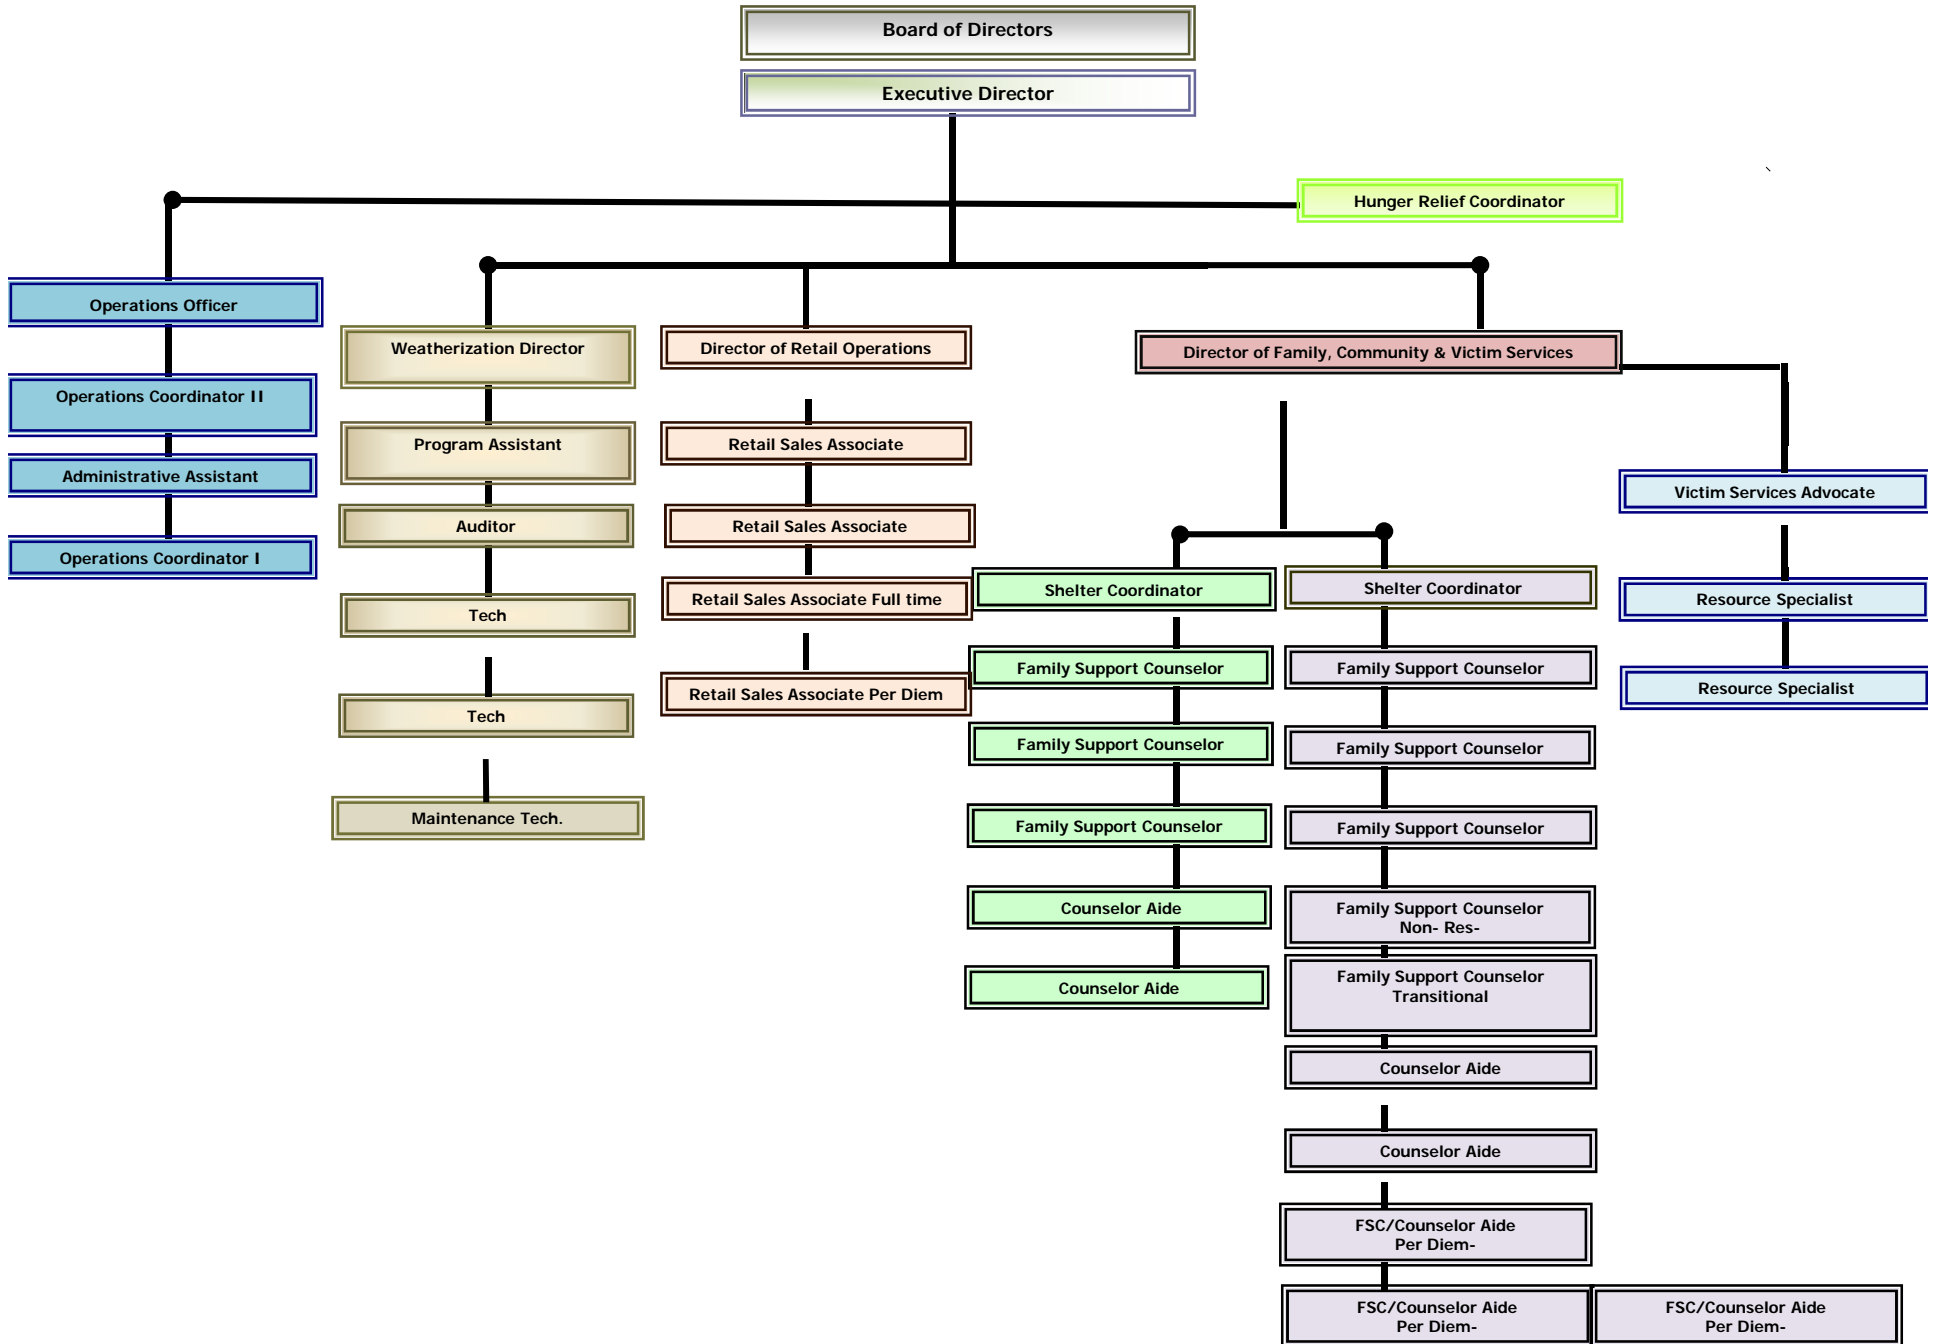 Board of Directors
Executive Director
Hunger Relief Coordinator
Operations Officer
Operations Coordinator II
Administrative Assistant
Operations Coordinator I
Weatherization Director
Program Assistant
Auditor
Tech
Tech
Maintenance Tech.
Director of Retail Operations
Retail Sales Associate
Retail Sales Associate
Retail Sales Associate Full time
Retail Sales Associate Per Diem
Director of Family, Community & Victim Services
Shelter Coordinator
Family Support Counselor
Family Support Counselor
Family Support Counselor
Counselor Aide
Counselor Aide
Shelter Coordinator
Family Support Counselor
Family Support Counselor
Family Support Counselor
Family Support Counselor
Non- Res-
Family Support Counselor
Transitional
Counselor Aide
Counselor Aide
FSC/Counselor Aide
Per Diem-
FSC/Counselor Aide
Per Diem-
FSC/Counselor Aide
Per Diem-
Victim Services Advocate
Resource Specialist
Resource Specialist